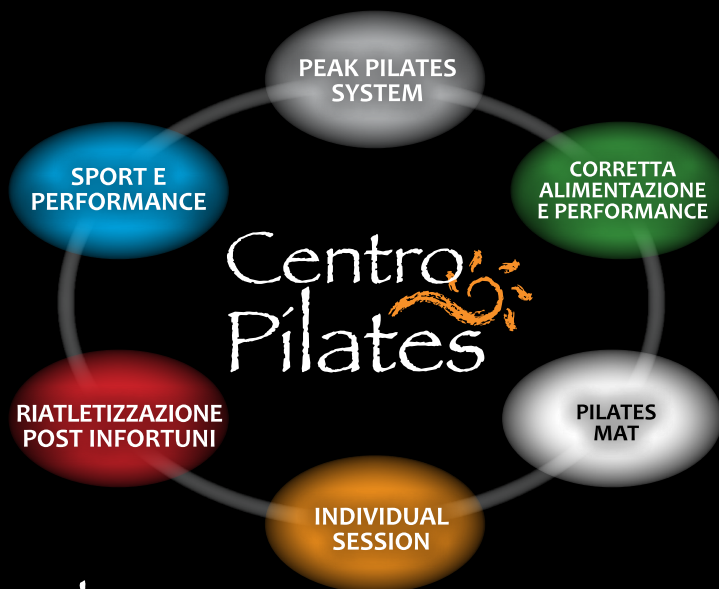 PEAK PILATES
SYSTEM
SPORT E
PERFORMANCE
CORRETTA
ALIMENTAZIONE
E PERFORMANCE
Centro
Pilates
RIATLETIZZAZIONE
POST INFORTUNI
PILATES
MAT
INDIVIDUAL
SESSION